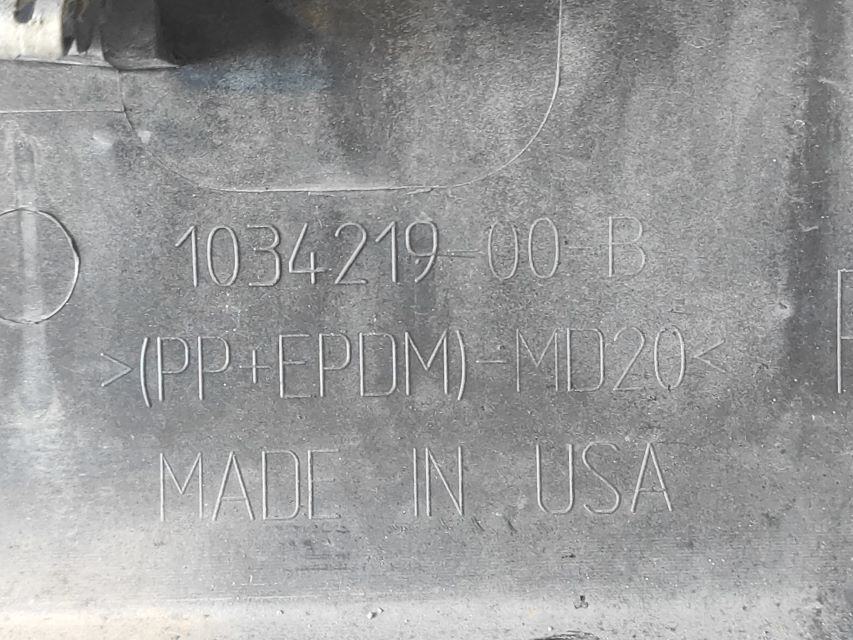 1034219-00-B
>(PP+EPDM)-MD20<
MADE IN USA